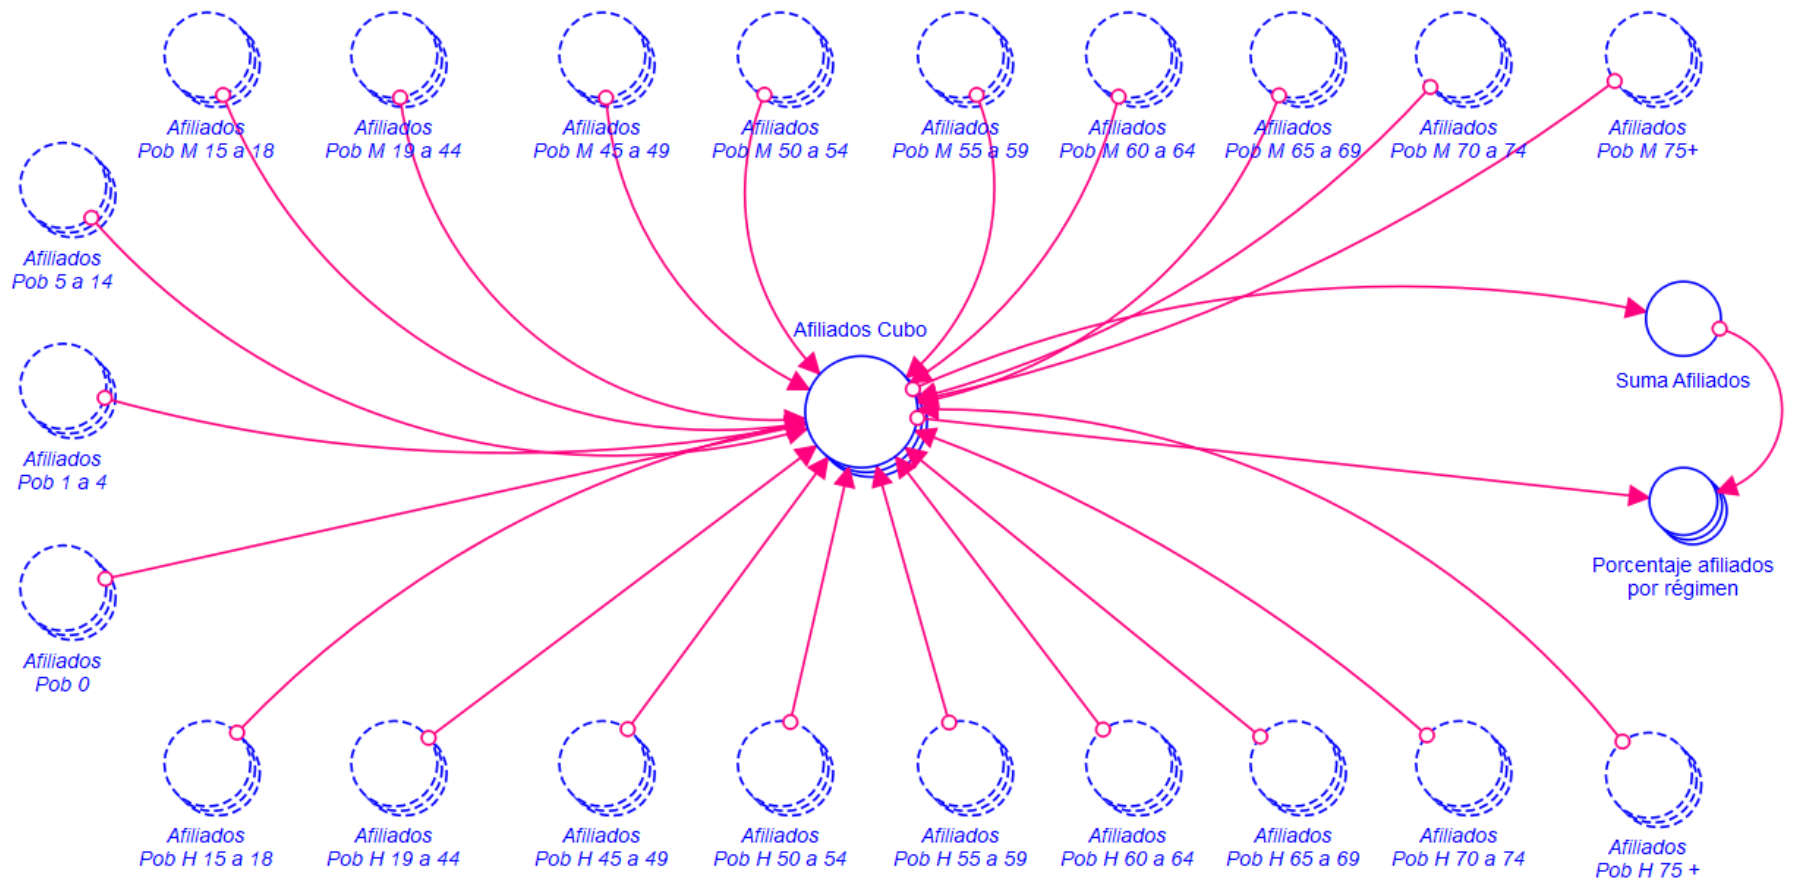 Afiliados
Pob M 15 a 18
Afiliados
Pob M 19 a 44
Afiliados
Pob M 45 a 49
Afiliados
Pob M 50 a 54
Afiliados
Pob M 55 a 59
Afiliados
Pob M 60 a 64
Afiliados
Pob M 65 a 69
Afiliados
Pob M 70 a 74
Afiliados
Pob M 75+
Afiliados
Pob 5 a 14
Afiliados Cubo
Suma Afiliados
Afiliados
Pob 1 a 4
Porcentaje afiliados
por régimen
Afiliados
Pob 0
Afiliados
Pob H 15 a 18
Afiliados
Pob H 19 a 44
Afiliados
Pob H 45 a 49
Afiliados
Pob H 50 a 54
Afiliados
Pob H 55 a 59
Afiliados
Pob H 60 a 64
Afiliados
Pob H 65 a 69
Afiliados
Pob H 70 a 74
Afiliados
Pob H 75 +